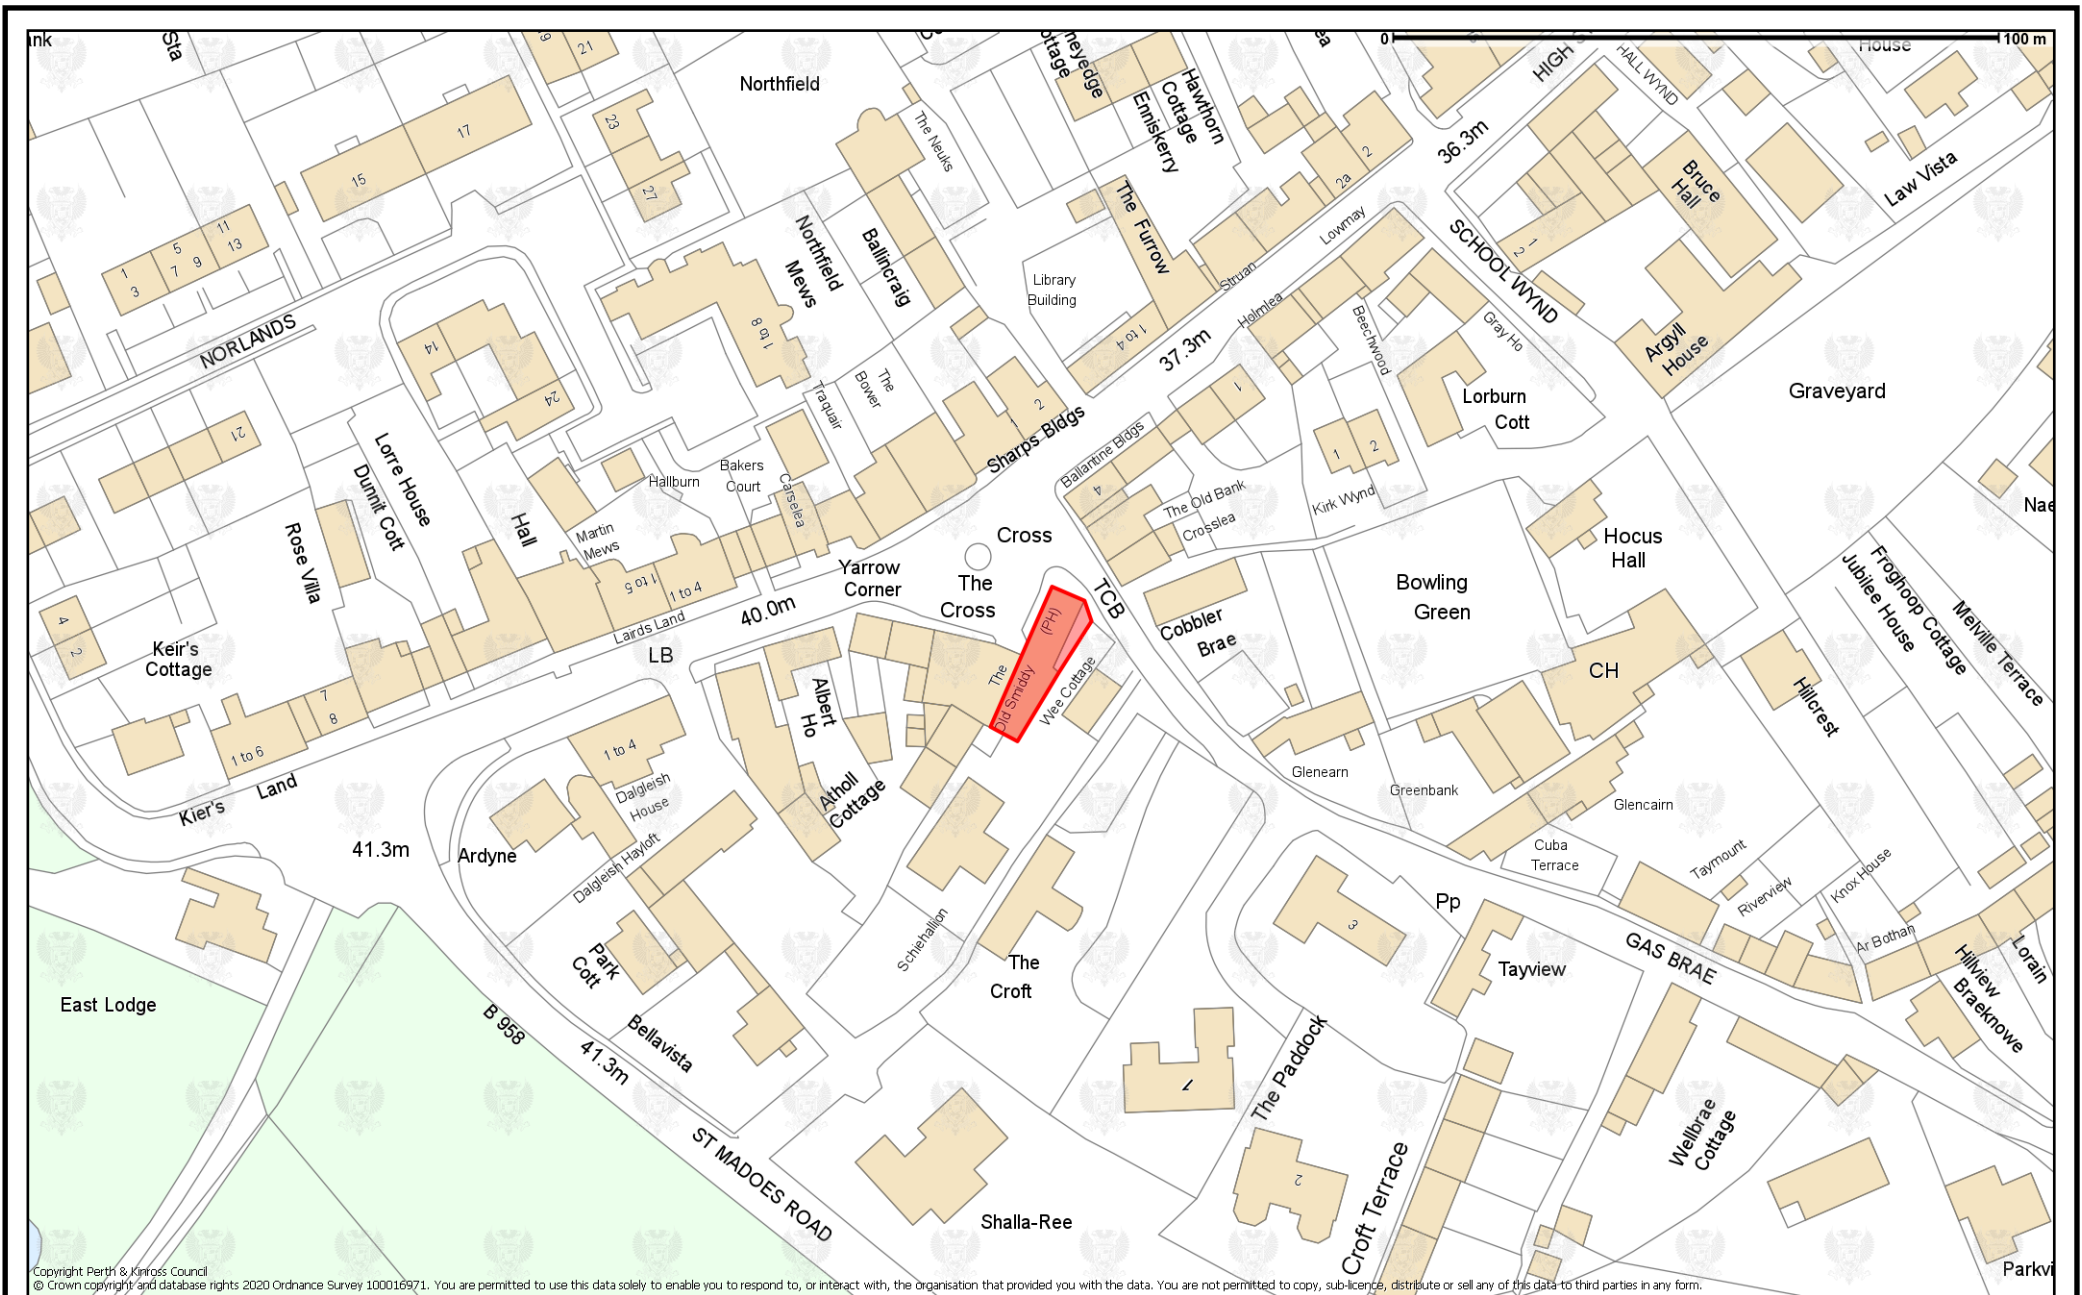 Sta
19
21
Northfield
The Neuks
Hawthorn
Cottage
Enniskerry
0
100 m
HIGH
HALL WYND
House
36.3m
Bruce
Hall
Law Vista
23
27
17
15
11
13
5
7
9
1
3
The Furrow
2
2a
Lowmay
Struan
Holmlea
SCHOOL WYND
1
2
Northfield
Mews
Ballincraig
Library
Building
1 to 8
1 to 4
37.3m
Beechwood
Gray Ho
Argyll
House
Graveyard
NORLANDS
14
24
21
The
Bower
Traquair
1
2
Sharps Bldgs
1
Lorburn
Cott
Lorre House
Dunnit Cott
Hallburn
Bakers
Court
Carselea
Ballantine Bldgs
4
The Old Bank
Crosslea
1
2
Kirk Wynd
Rose Villa
Hall
Martin
Mews
1 to 5
1 to 4
Lairds Land
40.0m
Yarrow
Corner
Cross
The
Cross
TCB
Bowling
Green
Hocus
Hall
Froghoop Cottage
Jubilee House
Melville Terrace
4
2
Keir's
Cottage
LB
Albert
Ho
The
Old Smiddy
(PH)
Wee Cottage
Cobbler
Brae
CH
Hillcrest
7
8
1 to 6
Kier's
Land
1 to 4
Dalgleish
House
Atholl
Cottage
Glenearn
Greenbank
Glencairn
41.3m
Ardyne
Dalgleish Hayloft
Cuba
Terrace
Taymount
Riverview
Knox House
Ar Bothan
Schiehallion
The
Croft
3
Pp
Tayview
GAS BRAE
Hillview
Braeknowe
Lorain
East Lodge
Park
Cott
B 958
41.3m
Bellavista
1
The Paddock
2
Wellbrae
Cottage
ST MADOES ROAD
Shalla-Ree
Croft Terrace
Copyright Perth & Kinross Council
© Crown copyright and database rights 2020 Ordnance Survey 100016971. You are permitted to use this data solely to enable you to respond to, or interact with, the organisation that provided you with the data. You are not permitted to copy, sub-licence, distribute or sell any of this data to third parties in any form.